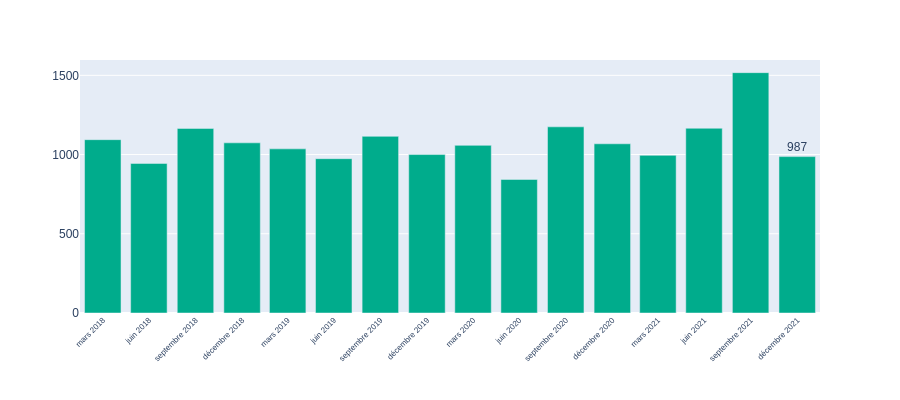 1500
1000
500
0
987
mars 2018
juin 2018
septembre 2018
décembre 2018
mars 2019
juin 2019
septembre 2019
décembre 2019
mars 2020
juin 2020
septembre 2020
décembre 2020
mars 2021
juin 2021
septembre 2021
décembre 2021